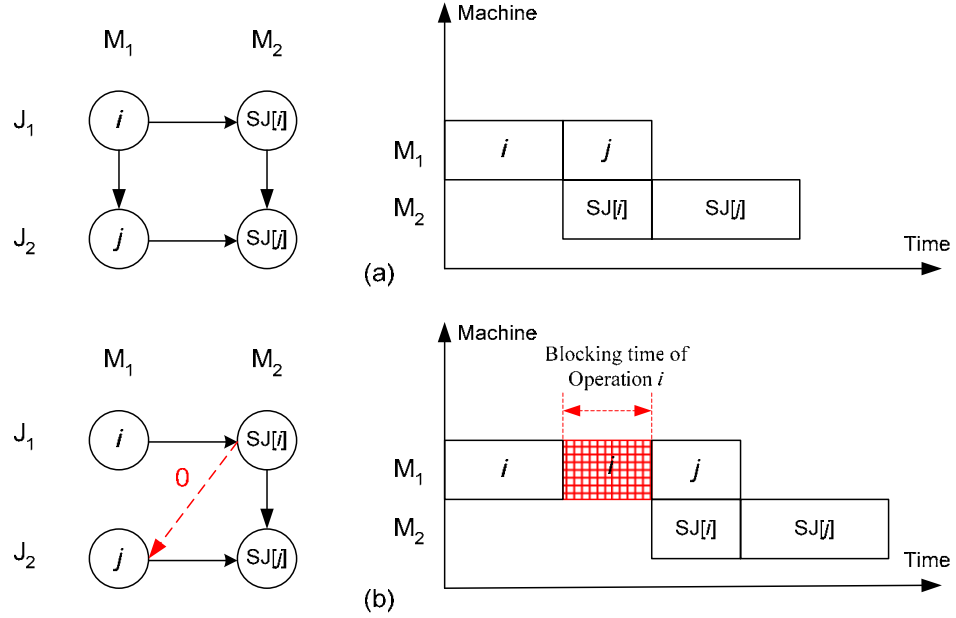 M1 M2
J1 i SJ[i]
J2 j SJ[j]
Machine
M1 i j
M2 SJ[i] SJ[j]
Time
(a)
M1 M2
J1 i SJ[i]
0
J2 j SJ[j]
Machine
Blocking time of
Operation i
M1 i i j
M2 SJ[i] SJ[j]
Time
(b)